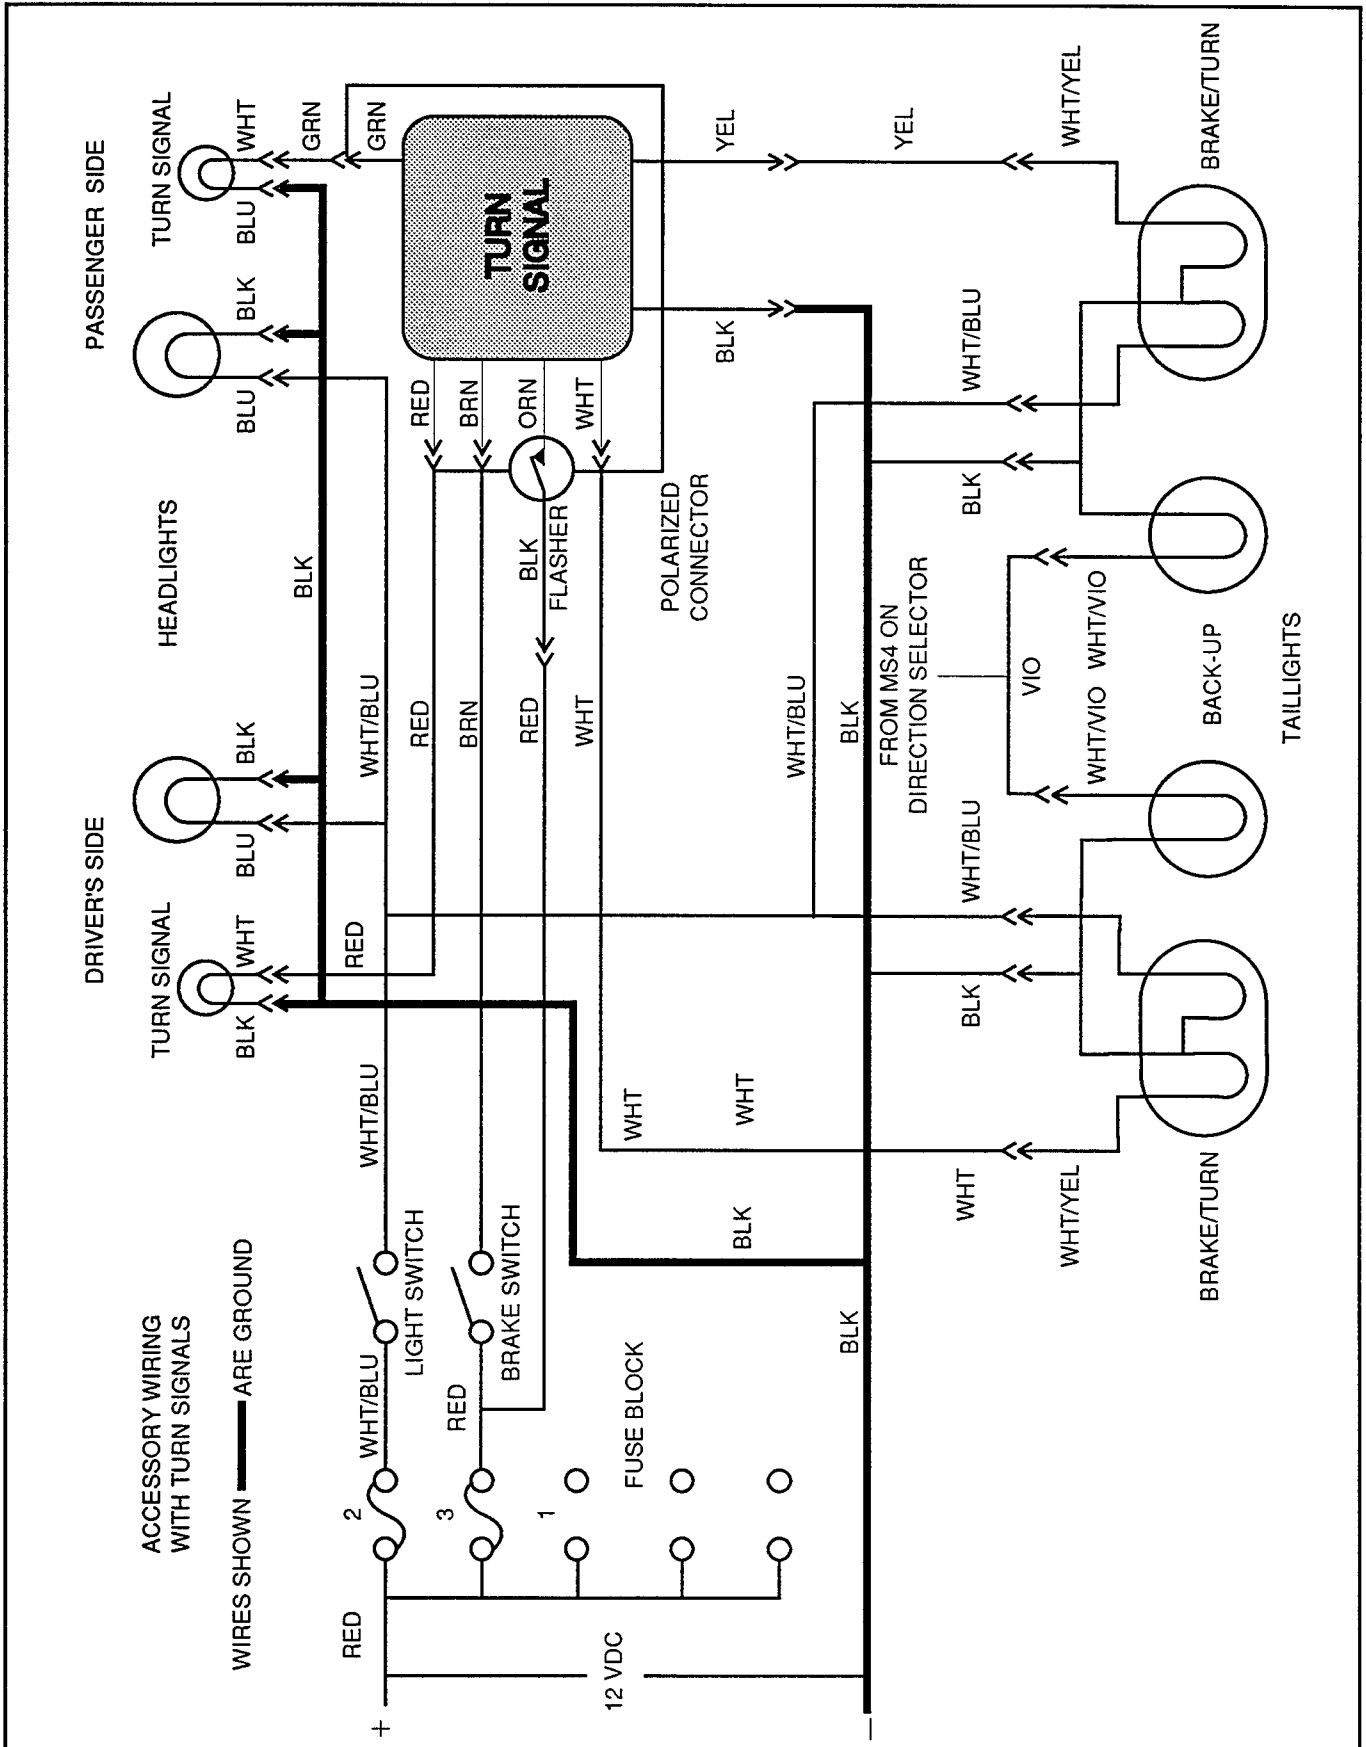 ACCESSORY WIRING
WITH TURN SIGNALS
WIRES SHOWN ARE GROUND
DRIVER'S SIDE
PASSENGER SIDE
TURN SIGNAL
HEADLIGHTS
TURN SIGNAL
BLK
WHT
BLU
BLK
BLU
BLK
BLU
WHT
GRN
GRN
BLK
RED
+
RED
2
WHT/BLU
LIGHT SWITCH
WHT/BLU
WHT/BLU
3
RED
BRAKE SWITCH
RED
RED
BRN
BRN
1
RED
BLK
FLASHER
ORN
WHT
WHT
TURN
SIGNAL
FUSE BLOCK
WHT
POLARIZED
CONNECTOR
12 VDC
BLK
WHT
BLK
YEL
WHT/BLU
–
BLK
BLK
FROM MS4 ON
DIRECTION SELECTOR
YEL
WHT
BLK
WHT/BLU
BLK
WHT/BLU
VIO
WHT/YEL
WHT/VIO
WHT/VIO
WHT/YEL
BRAKE/TURN
BACK-UP
BRAKE/TURN
TAILLIGHTS